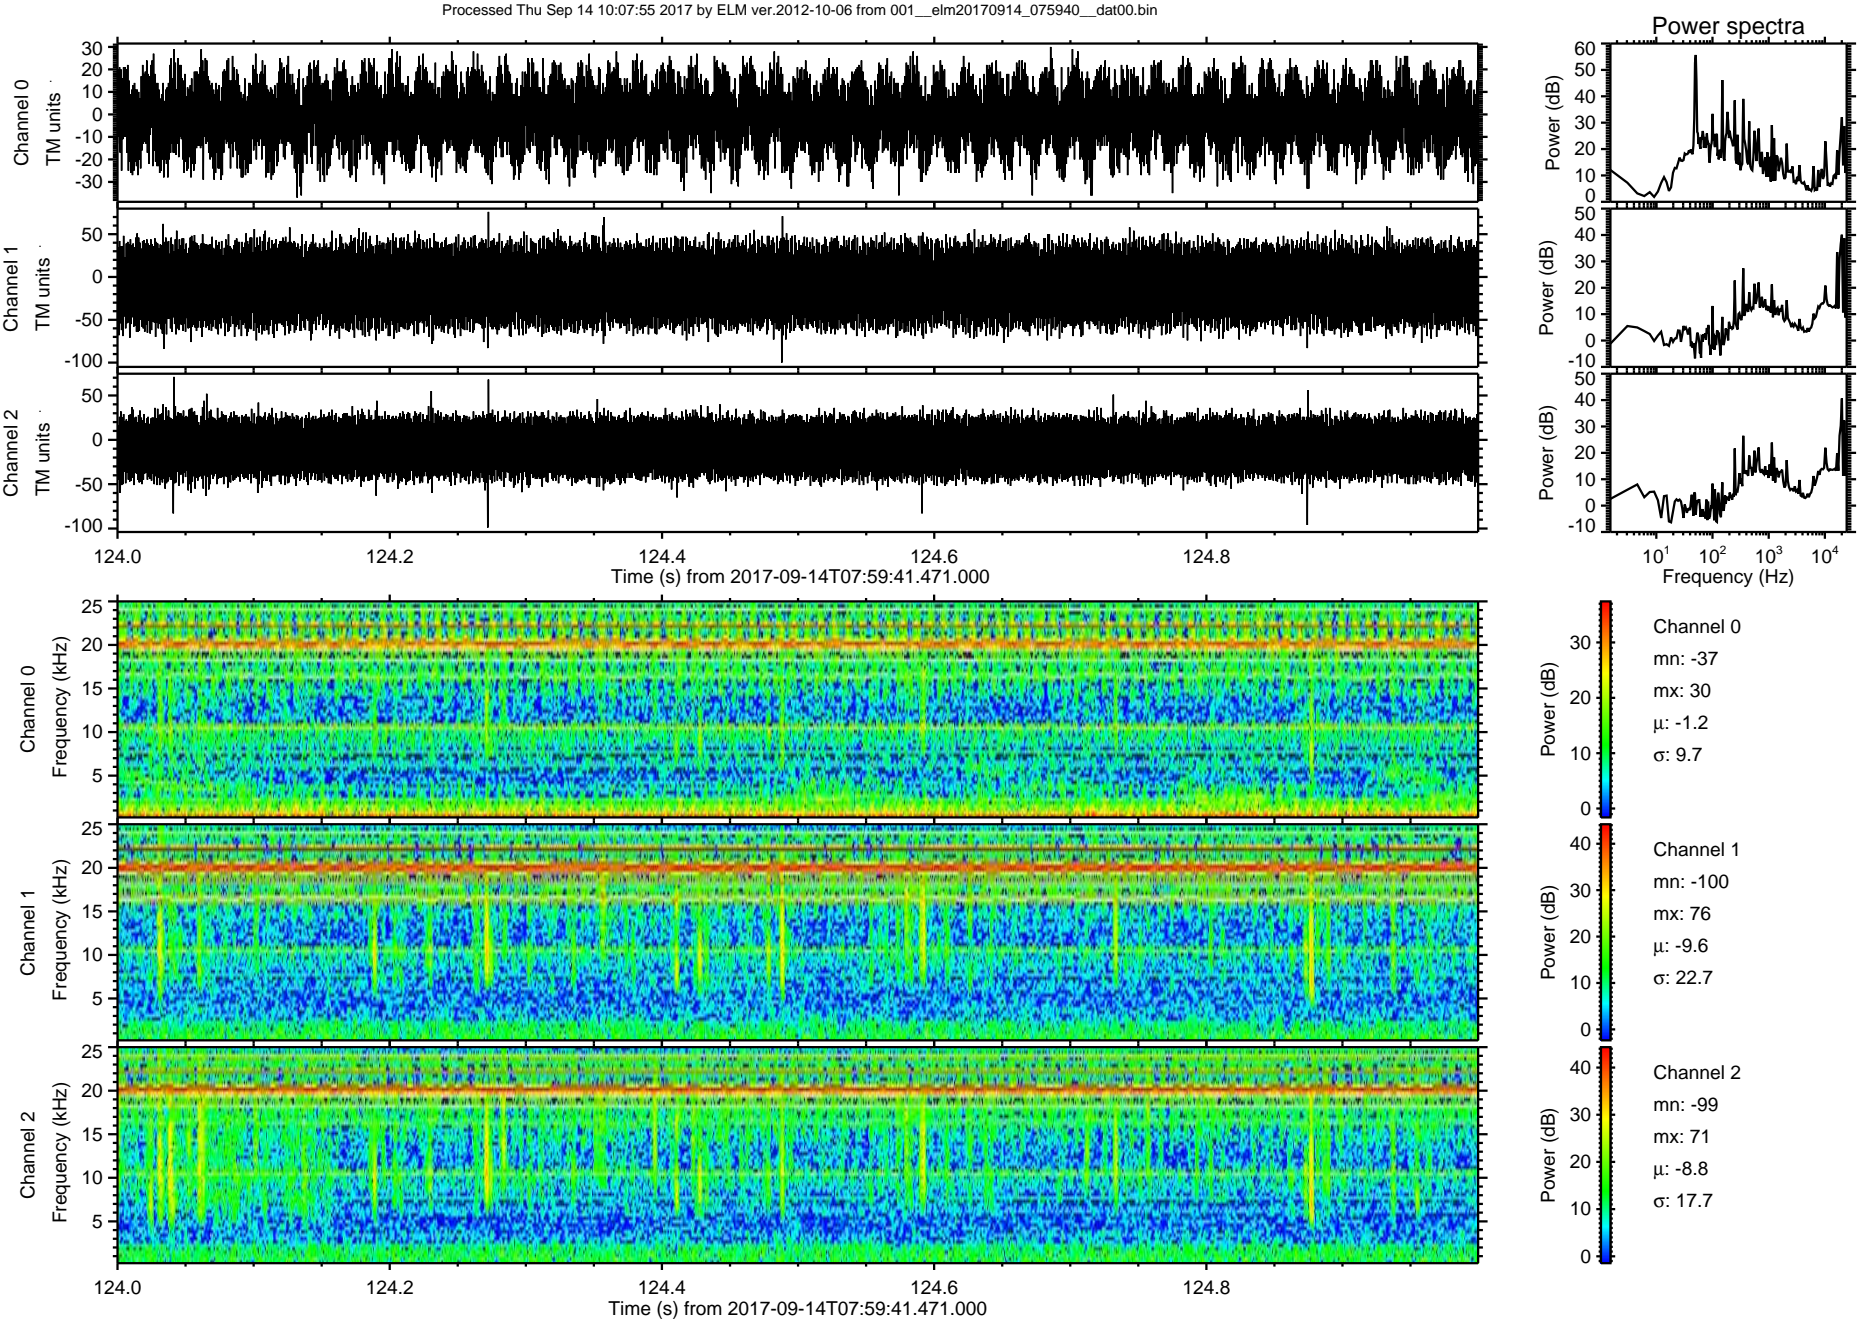 Processed Thu Sep 14 10:07:55 2017 by ELM ver.2012-10-06 from 001__elm20170914_075940__dat00.bin
Power spectra
Channel 0
TM units
30
20
10
0
-10
-20
-30
Power (dB)
60
50
40
30
20
10
0
Channel 1
TM units
50
0
-50
-100
Power (dB)
50
40
30
20
10
0
-10
Channel 2
TM units
50
0
-50
-100
Power (dB)
50
40
30
20
10
0
-10
124.0 124.2 124.4 124.6 124.8
Time (s) from 2017-09-14T07:59:41.471.000
10¹ 10² 10³ 10⁴
Frequency (Hz)
Channel 0
Frequency (kHz)
25
20
15
10
5
Power (dB)
30
20
10
0
Channel 0
mn: -37
mx: 30
μ: -1.2
σ: 9.7
Channel 1
Frequency (kHz)
25
20
15
10
5
Power (dB)
40
30
20
10
0
Channel 1
mn: -100
mx: 76
μ: -9.6
σ: 22.7
Channel 2
Frequency (kHz)
25
20
15
10
5
Power (dB)
40
30
20
10
0
Channel 2
mn: -99
mx: 71
μ: -8.8
σ: 17.7
124.0 124.2 124.4 124.6 124.8
Time (s) from 2017-09-14T07:59:41.471.000